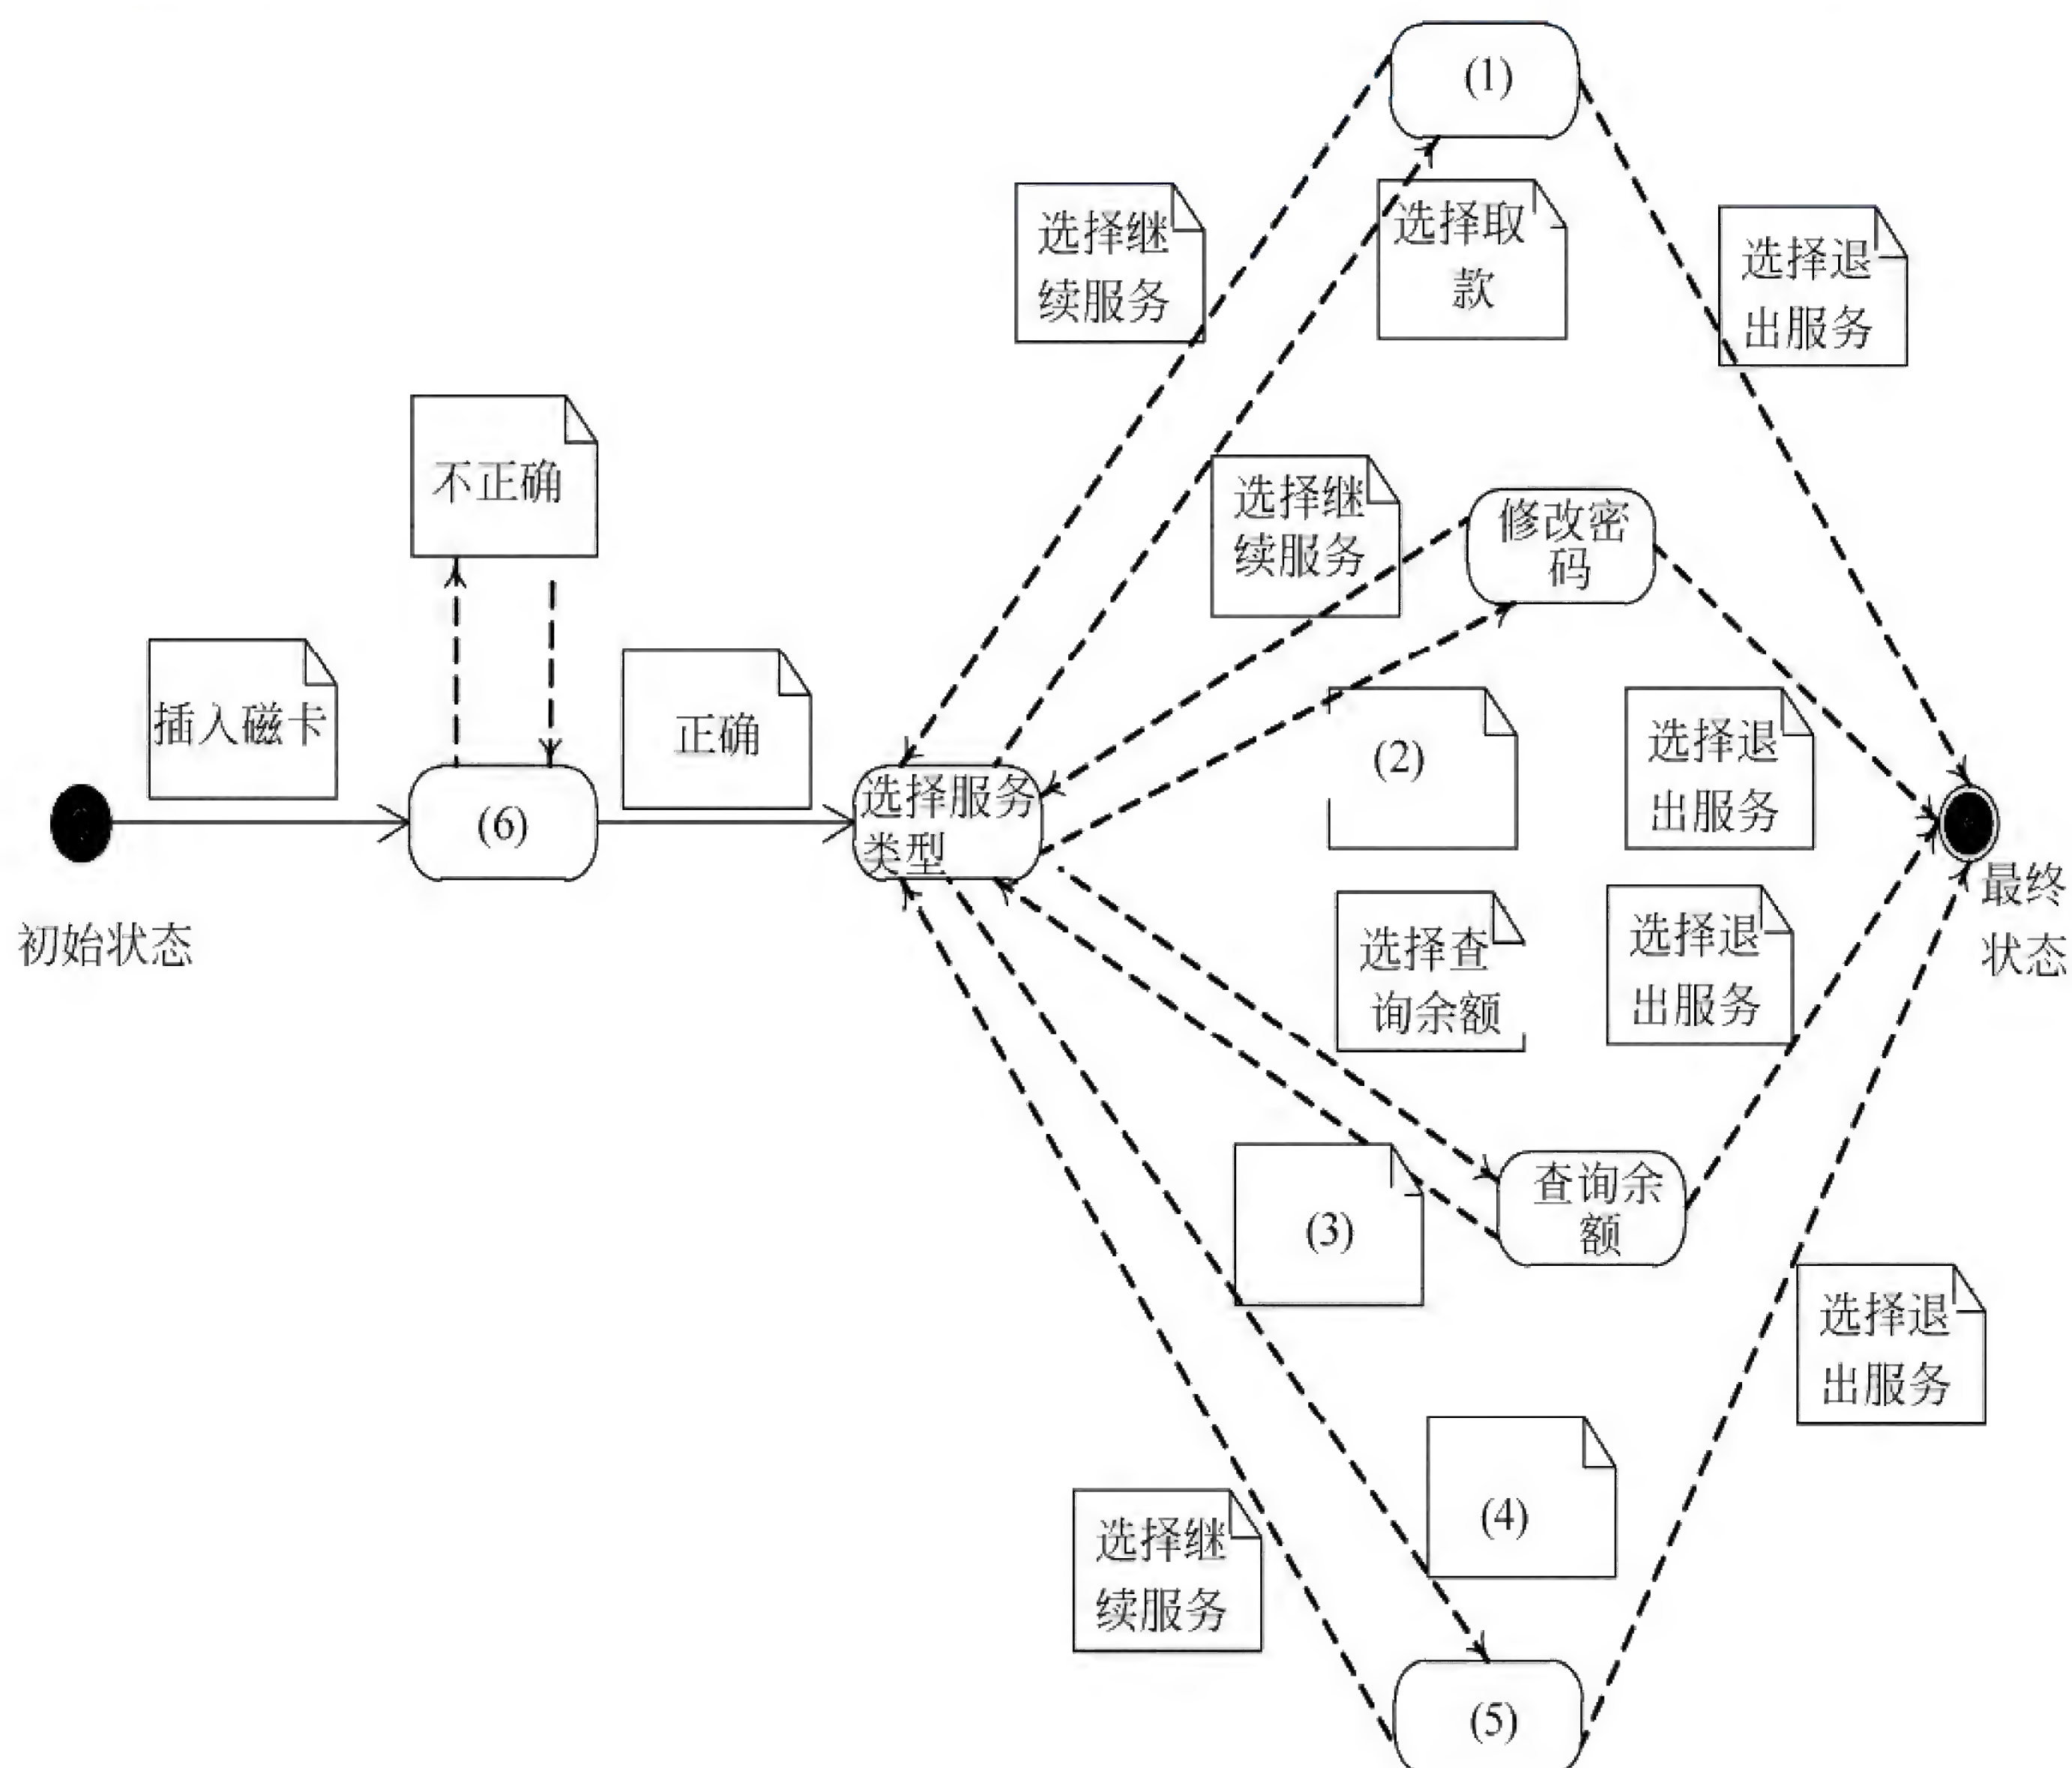 (1)
选择继
续服务
选择取
款
选择退
出服务
不正确
选择继
续服务
修改密
码
插入磁卡
正确
(2)
选择退
出服务
(6)
选择服务
类型
初始状态
最终
状态
选择查
询余额
选择退
出服务
(3)
查询余
额
选择退
出服务
(4)
选择继
续服务
(5)